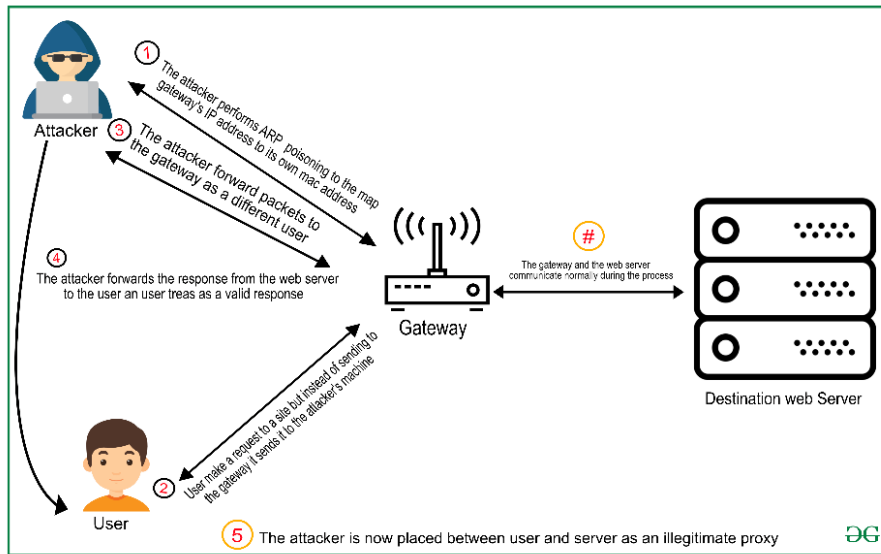 1
The attacker performs ARP poisoning to the map
gateway's IP address to its own mac address
Attacker
3
The attacker forward packets to
the gateway as a different user
4
The attacker forwards the response from the web server
to the user an user treas as a valid response
#
The gateway and the web server
communicate normally during the process
Gateway
Destination web Server
User make a request to a site but instead of sending to
the gateway it sends it to the attacker's machine
2
User
5
The attacker is now placed between user and server as an illegitimate proxy